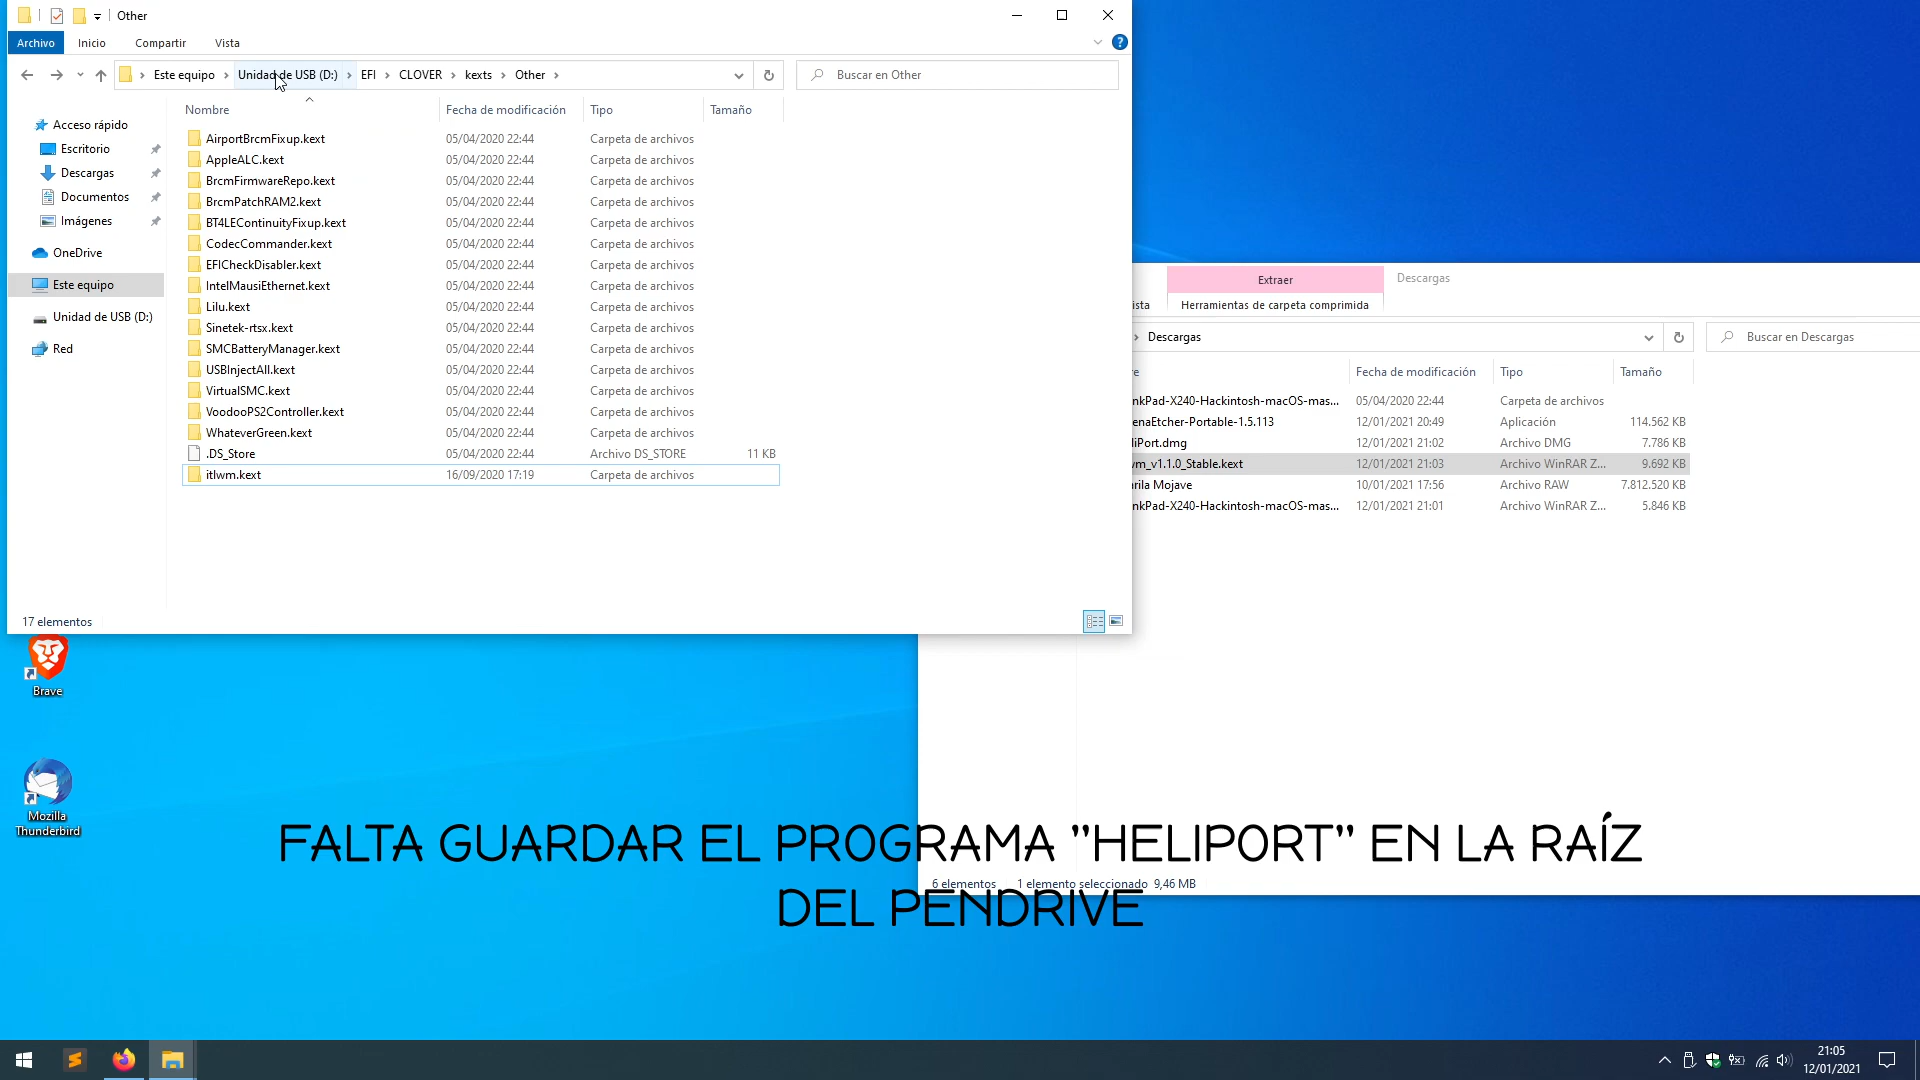 Other
Archivo
Inicio
Compartir
Vista
Este equipo
Unidad de USB (D:)
EFI
CLOVER
kexts
Other
Buscar en Other
Nombre
Fecha de modificación
Tipo
Tamaño
Acceso rápido
Escritorio
Descargas
Documentos
Imágenes
OneDrive
Este equipo
Unidad de USB (D:)
Red
AirportBrcmFixup.kext 05/04/2020 22:44 Carpeta de archivos
AppleALC.kext 05/04/2020 22:44 Carpeta de archivos
BrcmFirmwareRepo.kext 05/04/2020 22:44 Carpeta de archivos
BrcmPatchRAM2.kext 05/04/2020 22:44 Carpeta de archivos
BT4LEContinuityFixup.kext 05/04/2020 22:44 Carpeta de archivos
CodecCommander.kext 05/04/2020 22:44 Carpeta de archivos
EFICheckDisabler.kext 05/04/2020 22:44 Carpeta de archivos
IntelMausiEthernet.kext 05/04/2020 22:44 Carpeta de archivos
Lilu.kext 05/04/2020 22:44 Carpeta de archivos
Sinetek-rtsx.kext 05/04/2020 22:44 Carpeta de archivos
SMCBatteryManager.kext 05/04/2020 22:44 Carpeta de archivos
USBInjectAll.kext 05/04/2020 22:44 Carpeta de archivos
VirtualSMC.kext 05/04/2020 22:44 Carpeta de archivos
VoodooPS2Controller.kext 05/04/2020 22:44 Carpeta de archivos
WhateverGreen.kext 05/04/2020 22:44 Carpeta de archivos
.DS_Store 05/04/2020 22:44 Archivo DS_STORE 11 KB
itlwm.kext 16/09/2020 17:19 Carpeta de archivos
17 elementos
Extraer
Descargas
ista
Herramientas de carpeta comprimida
Descargas
Buscar en Descargas
re
Fecha de modificación
Tipo
Tamaño
nkPad-X240-Hackintosh-macOS-mas... 05/04/2020 22:44 Carpeta de archivos
enaEtcher-Portable-1.5.113 12/01/2021 20:49 Aplicación 114.562 KB
liPort.dmg 12/01/2021 21:02 Archivo DMG 7.786 KB
vm_v1.1.0_Stable.kext 12/01/2021 21:03 Archivo WinRAR Z... 9.692 KB
rila Mojave 10/01/2021 17:56 Archivo RAW 7.812.520 KB
nkPad-X240-Hackintosh-macOS-mas... 12/01/2021 21:01 Archivo WinRAR Z... 5.846 KB
6 elementos
1 elemento seleccionado 9,46 MB
Brave
Mozilla
Thunderbird
FALTA GUARDAR EL PROGRAMA "HELIPORT" EN LA RAÍZ
DEL PENDRIVE
21:05
12/01/2021